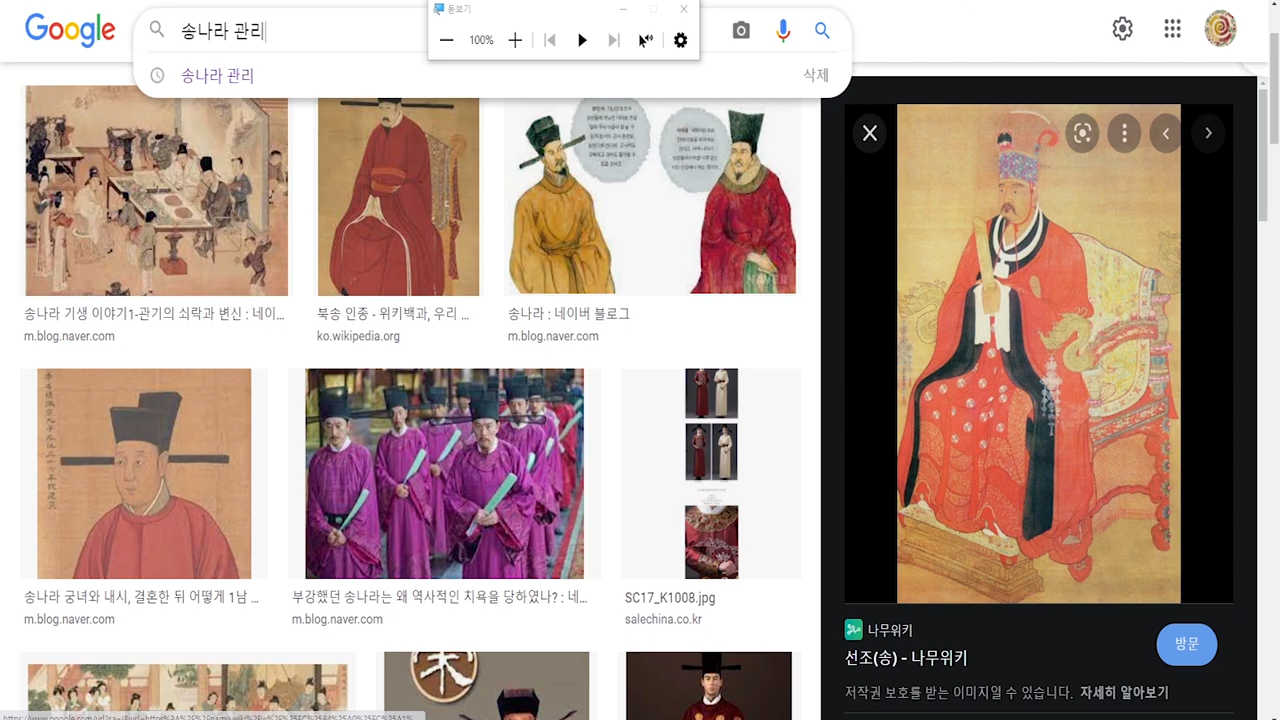 돋보기
100%
Google
송나라 관리
송나라 관리
삭제
송나라 기생 이야기1-관기의 쇠락과 변신 : 네이...
m.blog.naver.com
북송 인종 - 위키백과, 우리 ...
ko.wikipedia.org
송나라 : 네이버 블로그
m.blog.naver.com
송나라 궁녀와 내시, 결혼한 뒤 어떻게 1남 ...
m.blog.naver.com
부강했던 송나라는 왜 역사적인 치욕을 당하였나? : 네...
m.blog.naver.com
SC17_K1008.jpg
salechina.co.kr
宋
나무위키
선조(송) - 나무위키
방문
저작권 보호를 받는 이미지일 수 있습니다. 자세히 알아보기